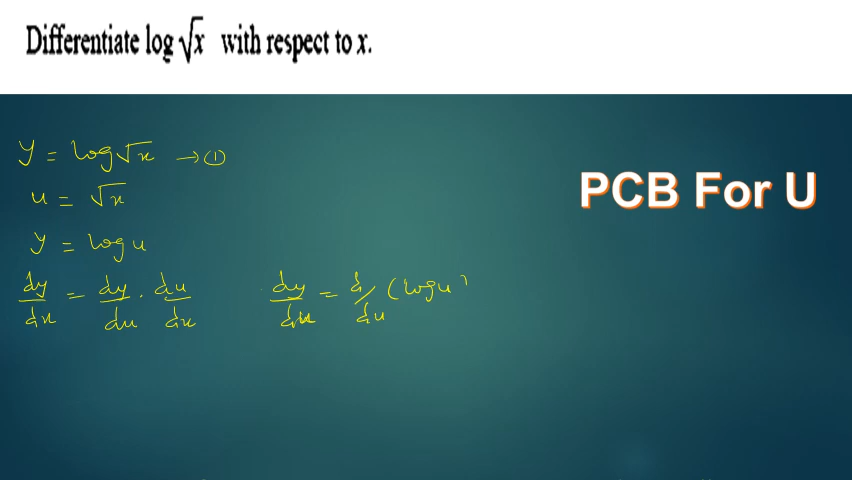 Differentiate log √x with respect to x.
y = log √x → ①
u = √x
y = log u
dy/dx = dy/du · du/dx
dy/du = d/du (log u)
PCB For U